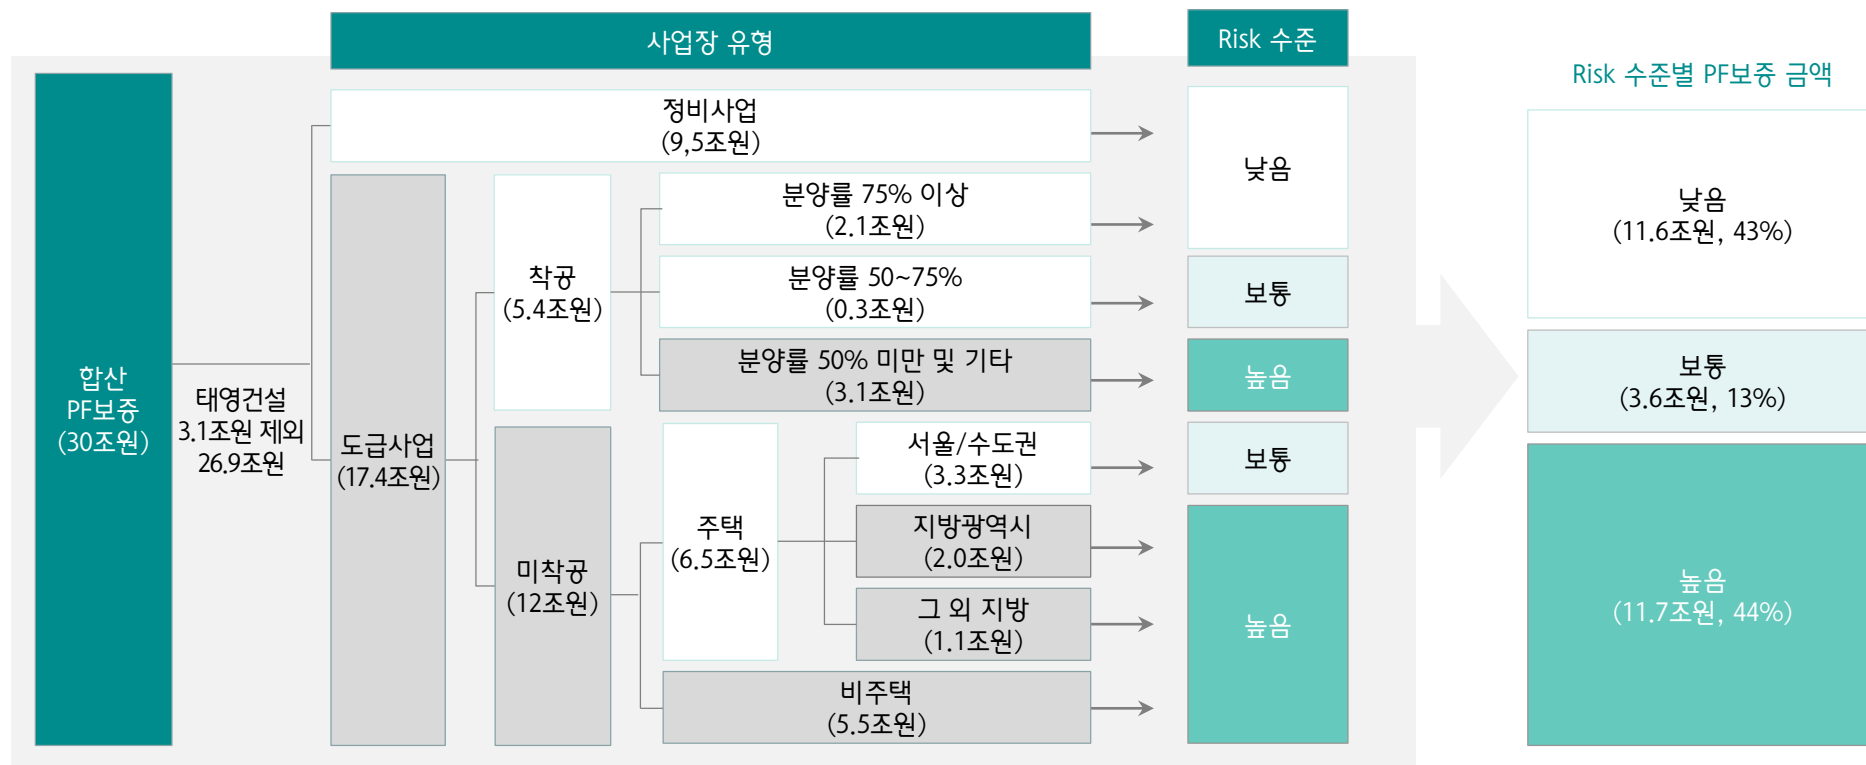 사업장 유형
Risk 수준
Risk 수준별 PF보증 금액
합산
PF보증
(30조원)
태영건설
3.1조원 제외
26.9조원
정비사업
(9,5조원)
도급사업
(17.4조원)
착공
(5.4조원)
분양률 75% 이상
(2.1조원)
분양률 50~75%
(0.3조원)
분양률 50% 미만 및 기타
(3.1조원)
미착공
(12조원)
주택
(6.5조원)
서울/수도권
(3.3조원)
지방광역시
(2.0조원)
그 외 지방
(1.1조원)
비주택
(5.5조원)
낮음
보통
높음
보통
높음
낮음
(11.6조원, 43%)
보통
(3.6조원, 13%)
높음
(11.7조원, 44%)